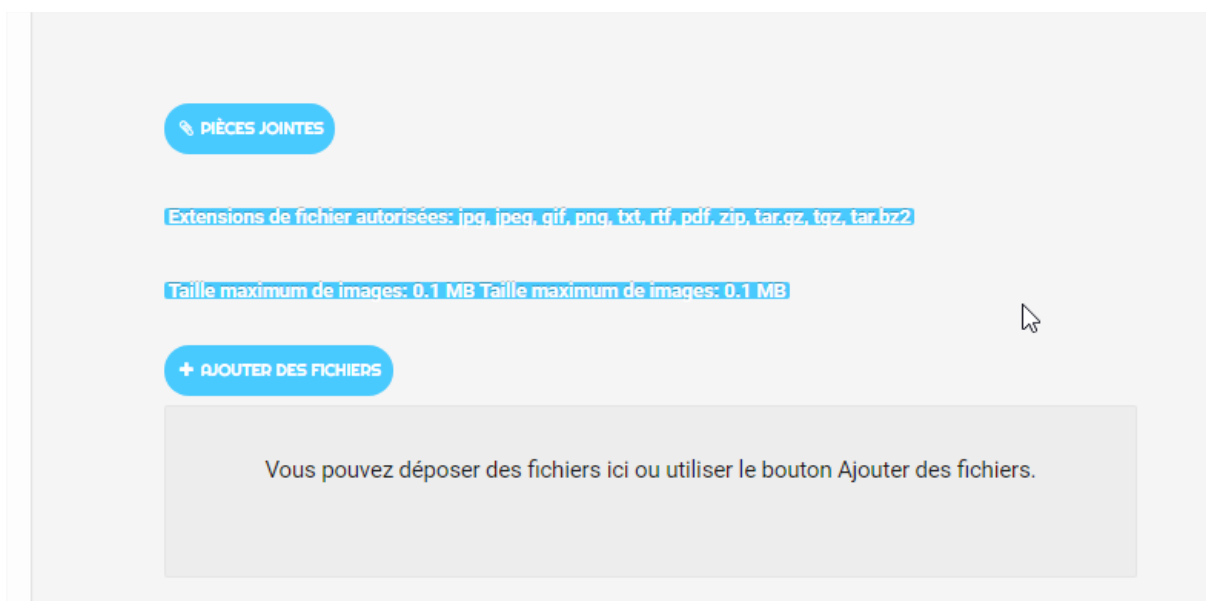 PIÈCES JOINTES
Extensions de fichier autorisées: jpg, jpeg, gif, png, txt, rtf, pdf, zip, tar.gz, tgz, tar.bz2
Taille maximum de images: 0.1 MB Taille maximum de images: 0.1 MB
+ AJOUTER DES FICHIERS
Vous pouvez déposer des fichiers ici ou utiliser le bouton Ajouter des fichiers.